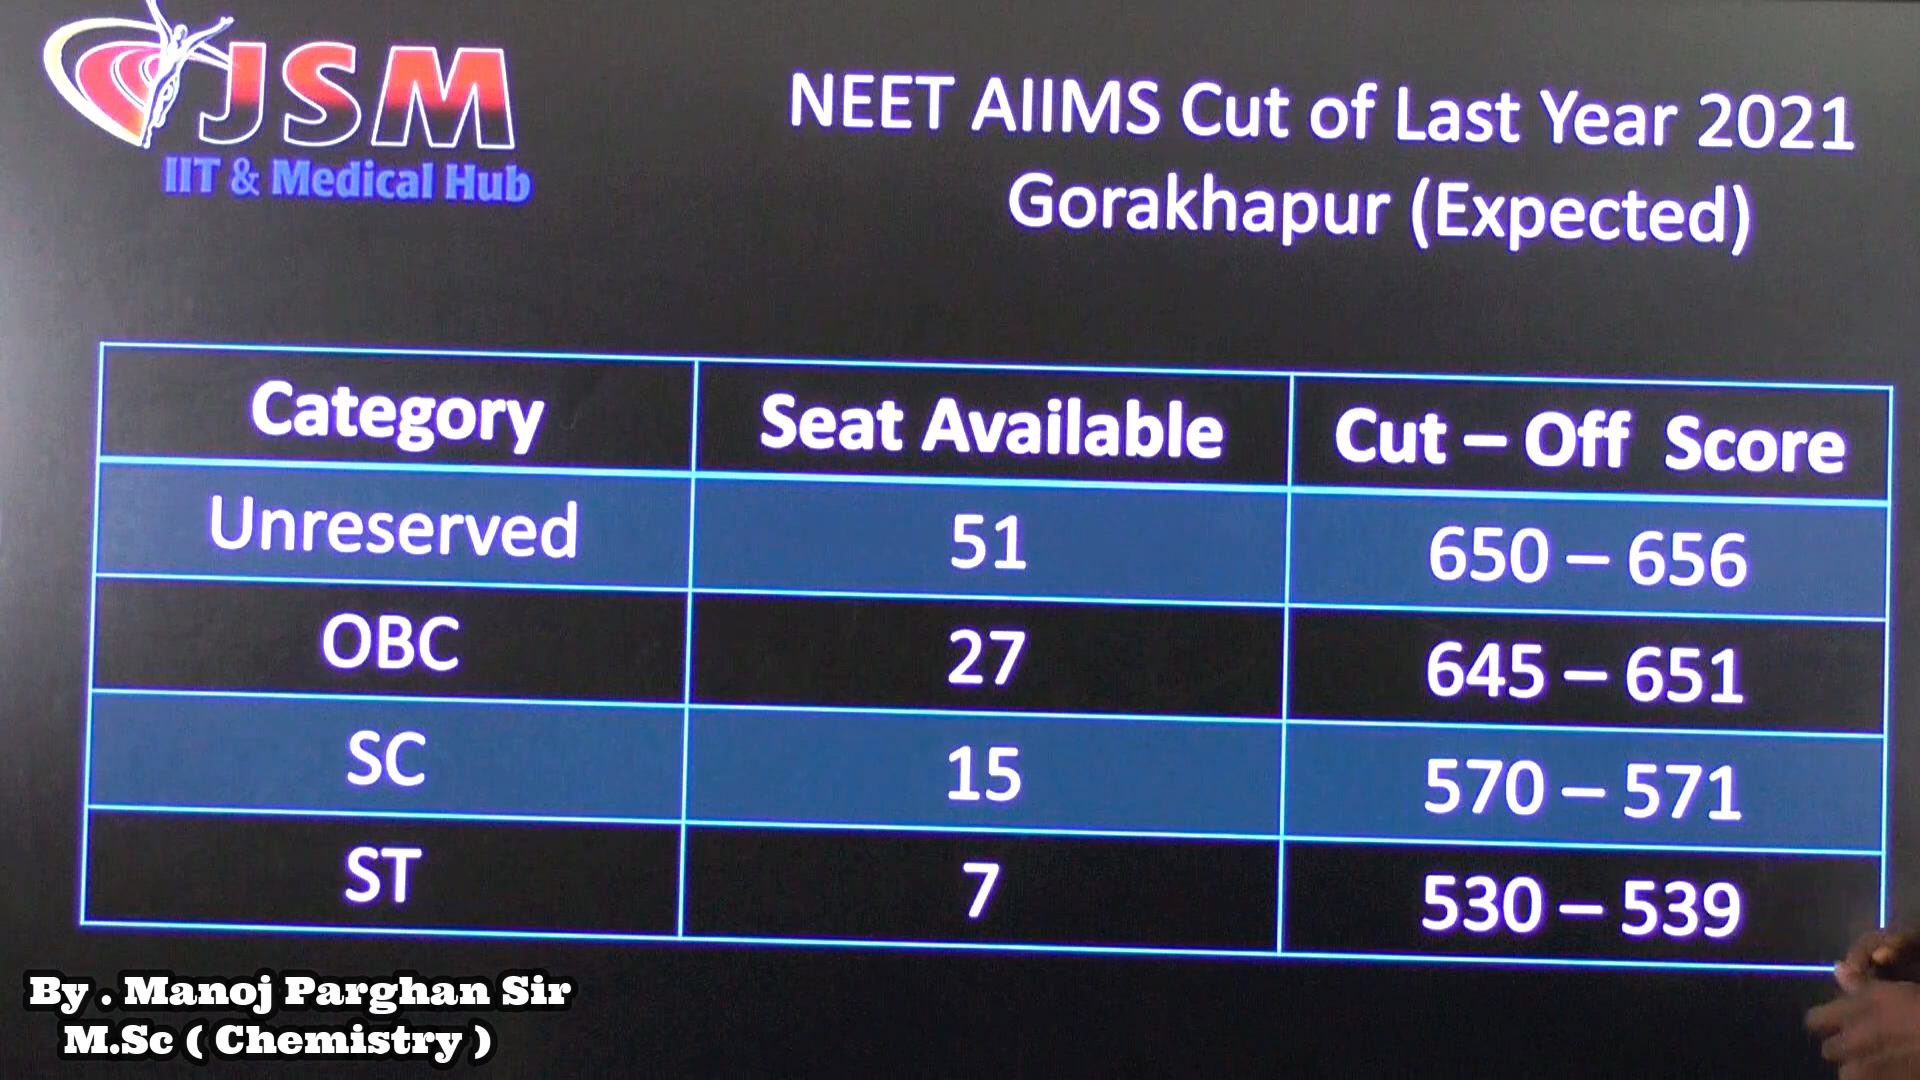 JSM
IIT & Medical Hub
NEET AIIMS Cut of Last Year 2021
Gorakhapur (Expected)
Category Seat Available Cut – Off Score
Unreserved 51 650 – 656
OBC 27 645 – 651
SC 15 570 – 571
ST 7 530 – 539
By . Manoj Parghan Sir
M.Sc ( Chemistry )